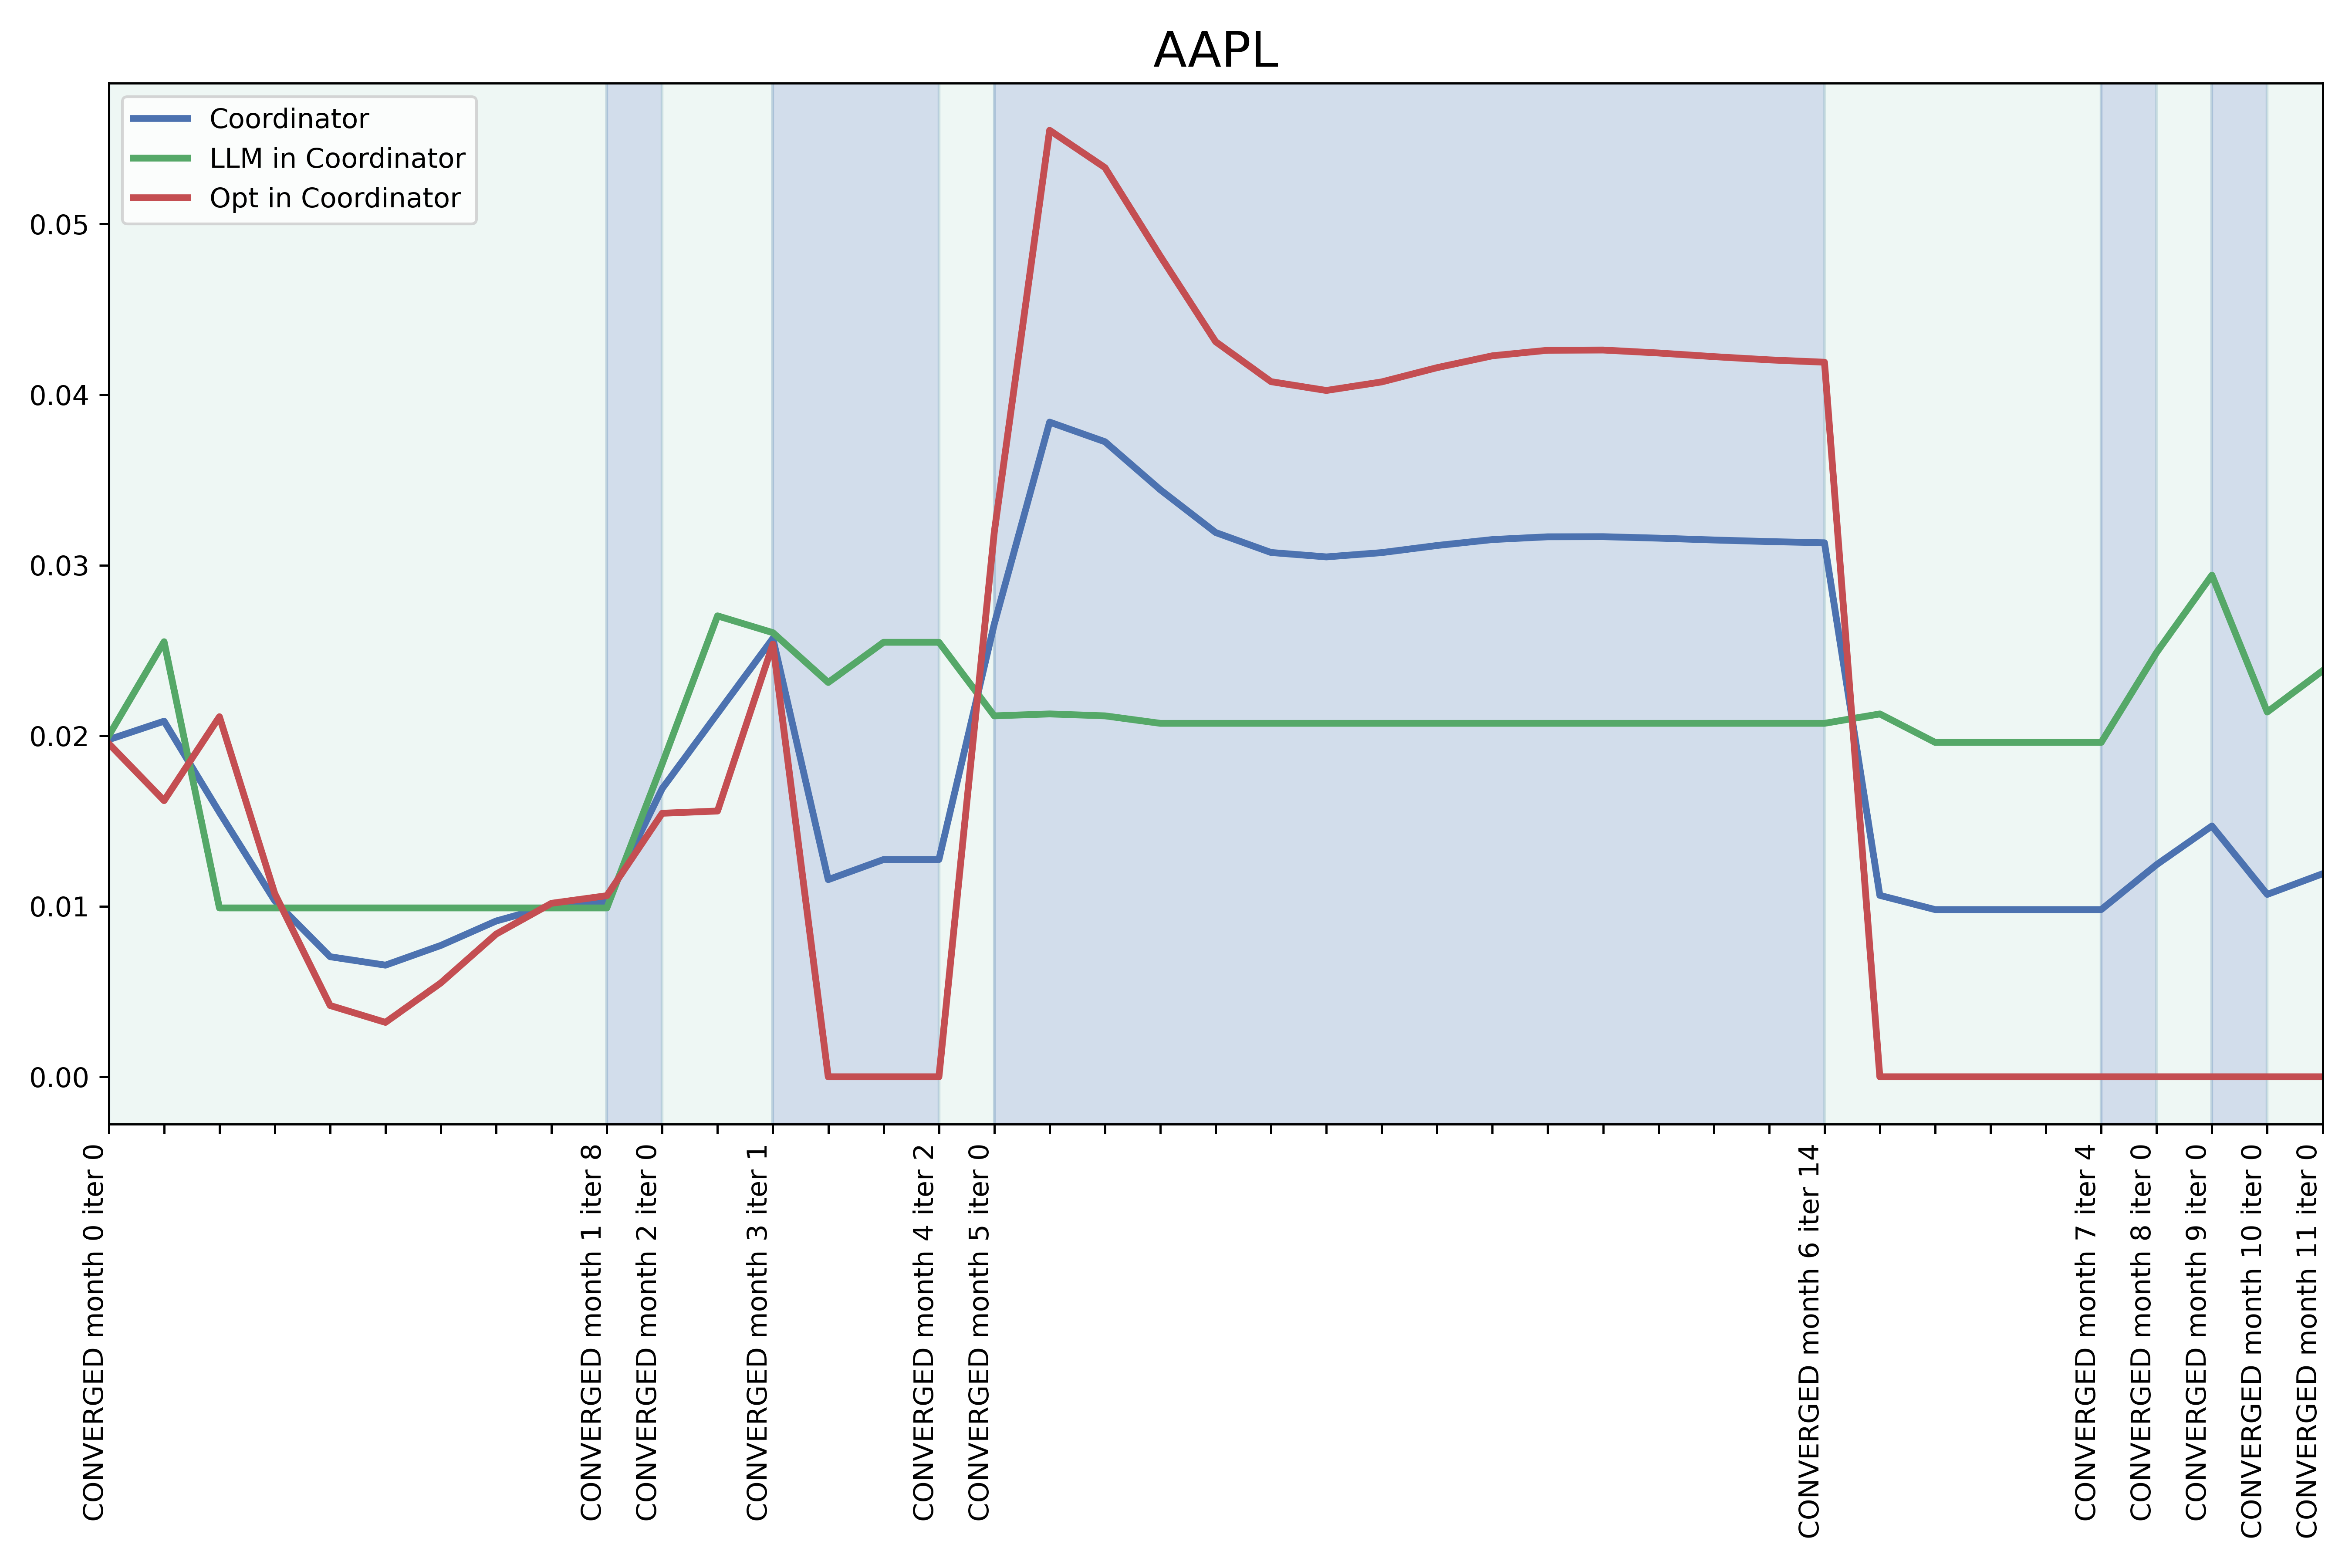 AAPL
Coordinator
LLM in Coordinator
Opt in Coordinator
0.05
0.04
0.03
0.02
0.01
0.00
CONVERGED month 0 iter 0
CONVERGED month 1 iter 8
CONVERGED month 2 iter 0
CONVERGED month 3 iter 1
CONVERGED month 4 iter 2
CONVERGED month 5 iter 0
CONVERGED month 6 iter 14
CONVERGED month 7 iter 4
CONVERGED month 8 iter 0
CONVERGED month 9 iter 0
CONVERGED month 10 iter 0
CONVERGED month 11 iter 0